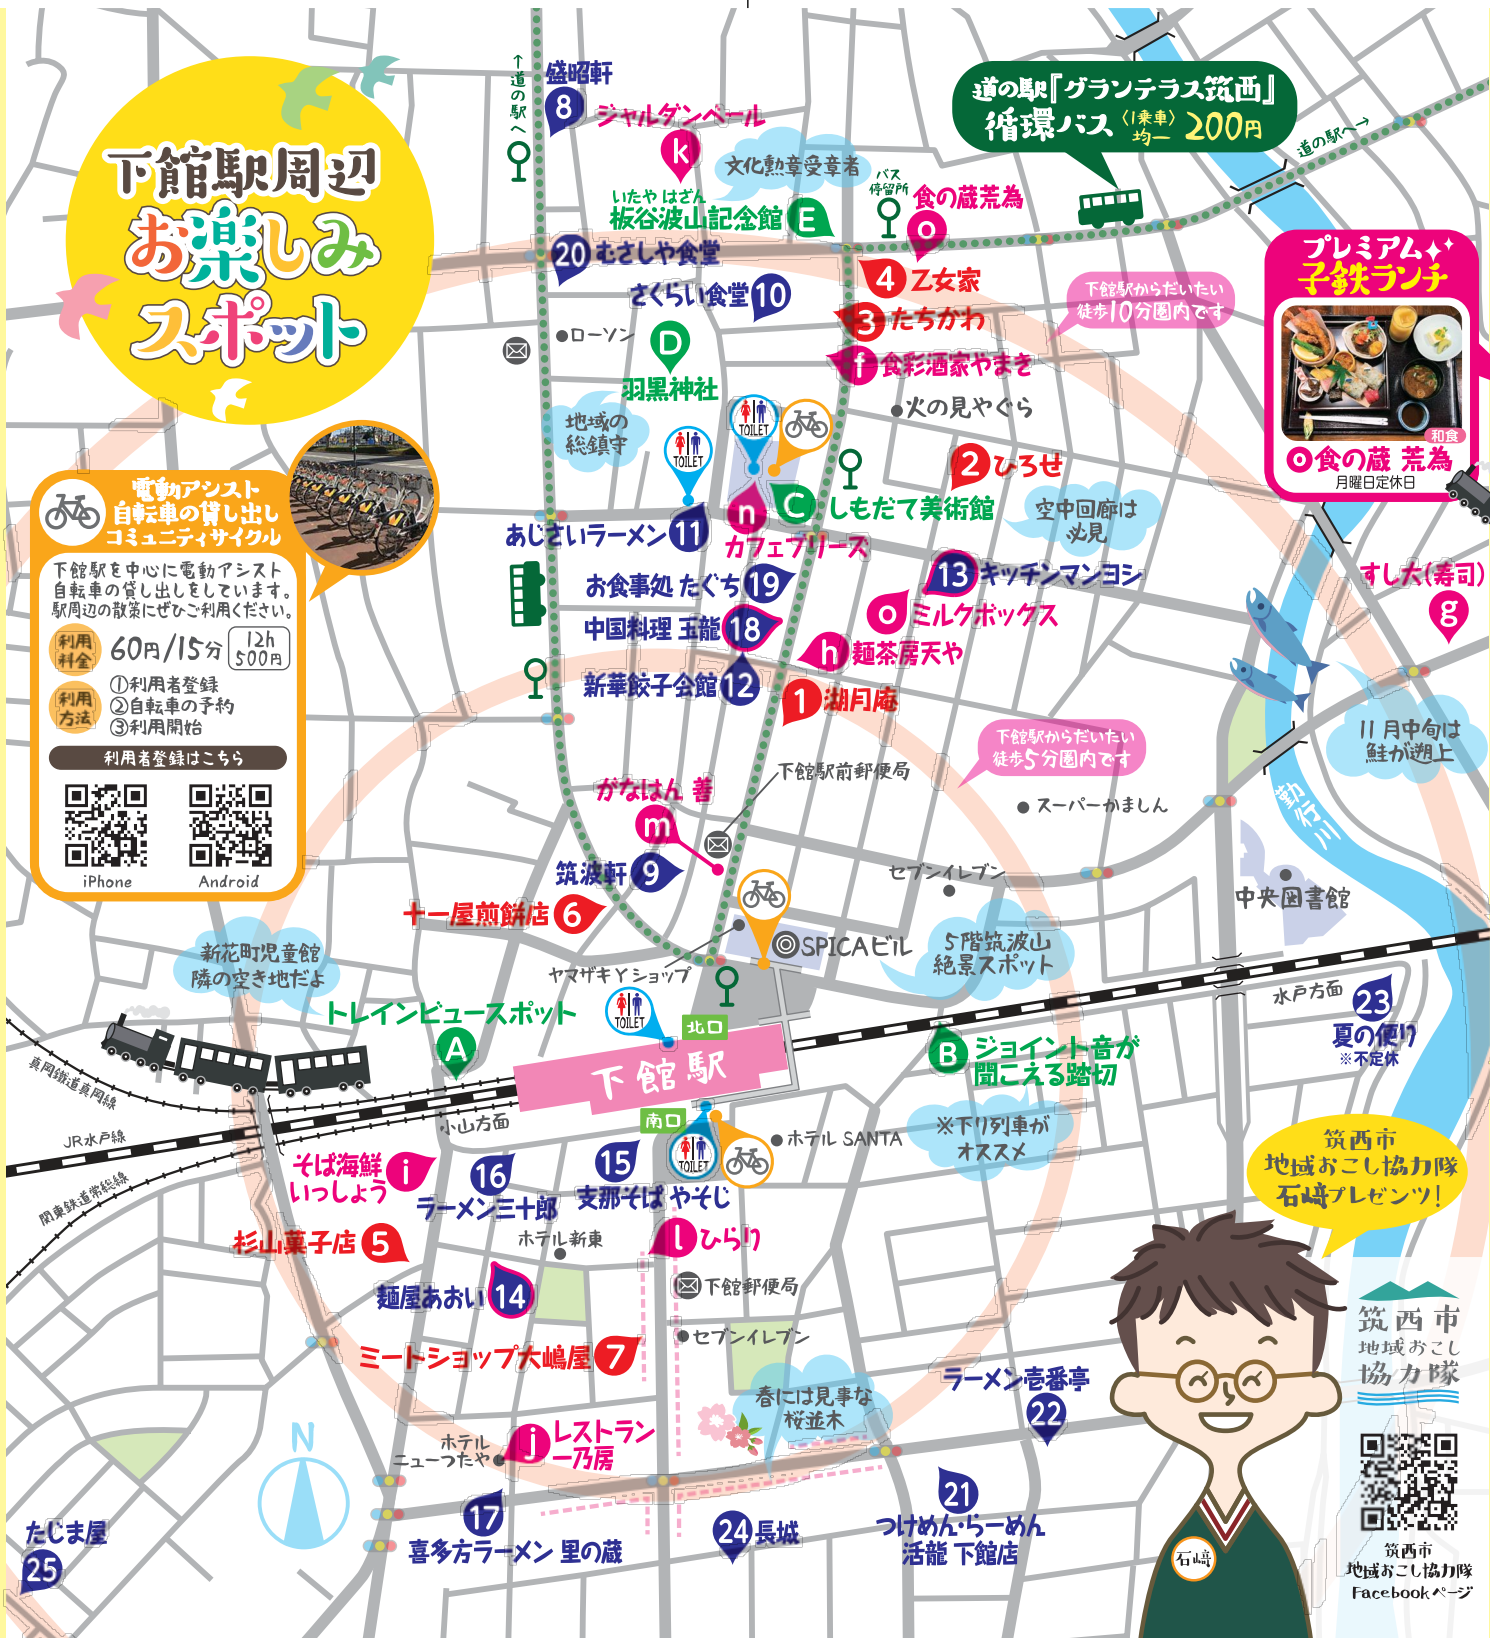 下館駅周辺
お楽しみ
スポット
↑道の駅へ
盛昭軒
8
ジャルダンペール
k
文化勲章受章者
いたや はざん
板谷波山記念館
E
バス
停留所
食の蔵荒為
o
道の駅『グランテラス筑西』
循環バス〈1乗車〉均一 200円
道の駅へ→
20
むさしや食堂
さくらい食堂
10
4
乙女家
3
たちかわ
f
食彩酒家やまき
下館駅からだいたい
徒歩10分圏内です
プレミアム
子鉄ランチ
和食
o食の蔵 荒為
月曜日定休日
ローソン
D
羽黒神社
地域の
総鎮守
TOILET
TOILET
火の見やぐら
2
ひろせ
n
C
しもだて美術館
カフェブリーズ
空中回廊は
必見
あじさいラーメン
11
お食事処 たぐち
19
13
キッチンマンヨシ
中国料理 玉龍
18
o
ミルクボックス
h
麺茶房天や
新華餃子会館
12
1
湖月庵
すし大(寿司)
g
11月中旬は
鮭が遡上
勤行川
電動アシスト
自転車の貸し出し
コミュニティサイクル
下館駅を中心に電動アシスト
自転車の貸し出しをしています。
駅周辺の散策にぜひご利用ください。
利用
料金
60円/15分
12h
500円
利用
方法
①利用者登録
②自転車の予約
③利用開始
利用者登録はこちら
iPhone
Android
下館駅からだいたい
徒歩5分圏内です
下館駅前郵便局
スーパーかましん
がなはん 善
m
筑波軒
9
十一屋煎餅店
6
セブンイレブン
中央図書館
SPICAビル
5階筑波山
絶景スポット
ヤマザキYショップ
新花町児童館
隣の空き地だよ
トレインビュースポット
A
TOILET
北口
下館駅
南口
B
ジョイント音が
聞こえる踏切
※下り列車が
オススメ
水戸方面
23
夏の便り
※不定休
真岡鐵道真岡線
JR水戸線
関東鉄道常総線
小山方面
TOILET
ホテル SANTA
そば海鮮
いっしょう
i
16
ラーメン三十郎
15
支那そば やそじ
杉山菓子店
5
ホテル新東
l
ひらり
麺屋あおい
14
下館郵便局
セブンイレブン
ミートショップ大嶋屋
7
春には見事な
桜並木
ラーメン壱番亭
22
N
ホテル
ニューつたや
j
レストラン
一乃房
17
喜多方ラーメン 里の蔵
24
長城
21
つけめん・らーめん
活龍 下館店
たじま屋
25
筑西市
地域おこし協力隊
石﨑プレゼンツ!
石﨑
筑西市
地域おこし
協力隊
筑西市
地域おこし協力隊
Facebookページ